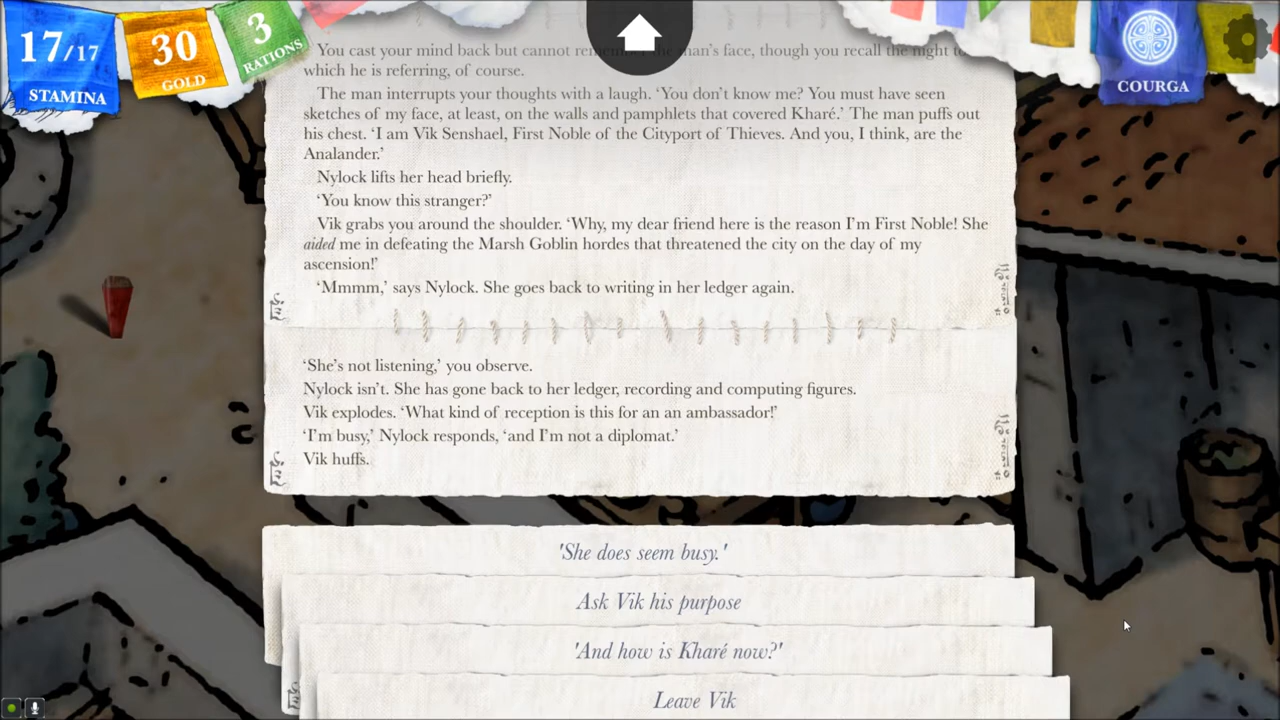 17/17
STAMINA
30
GOLD
3
RATIONS
COURGA
You cast your mind back but cannot man's face, though you recall the night to
which he is referring, of course.
The man interrupts your thoughts with a laugh. ‘You don’t know me? You must have seen
sketches of my face, at least, on the walls and pamphlets that covered Kharé.’ The man puffs out
his chest. ‘I am Vik Senshael, First Noble of the Cityport of Thieves. And you, I think, are the
Analander.’
Nylock lifts her head briefly.
‘You know this stranger?’
Vik grabs you around the shoulder. ‘Why, my dear friend here is the reason I’m First Noble! She
aided me in defeating the Marsh Goblin hordes that threatened the city on the day of my
ascension!’
‘Mmmm,’ says Nylock. She goes back to writing in her ledger again.
‘She’s not listening,’ you observe.
Nylock isn’t. She has gone back to her ledger, recording and computing figures.
Vik explodes. ‘What kind of reception is this for an an ambassador!’
‘I’m busy,’ Nylock responds, ‘and I’m not a diplomat.’
Vik huffs.
'She does seem busy.'
Ask Vik his purpose
'And how is Kharé now?'
Leave Vik